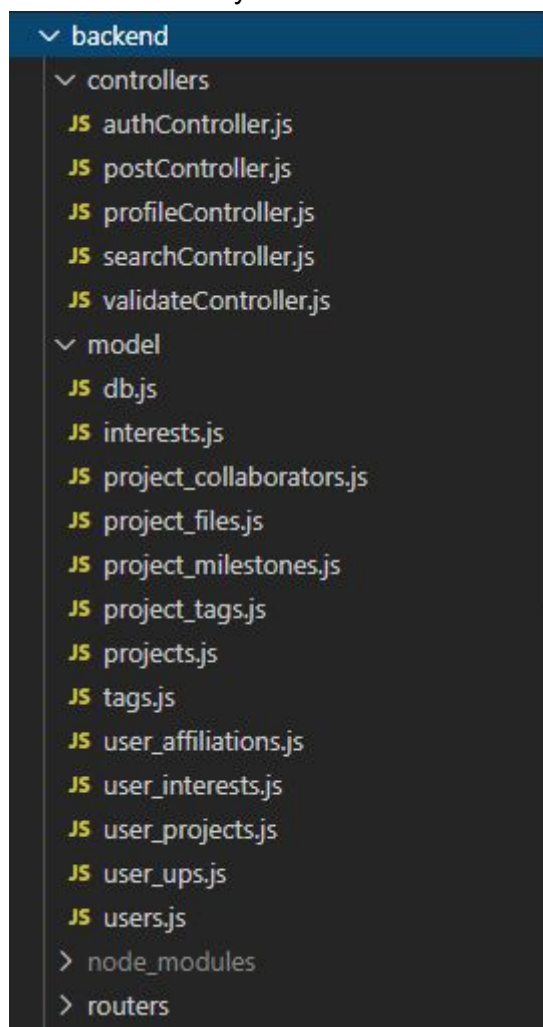 backend
controllers
JS authController.js
JS postController.js
JS profileController.js
JS searchController.js
JS validateController.js
model
JS db.js
JS interests.js
JS project_collaborators.js
JS project_files.js
JS project_milestones.js
JS project_tags.js
JS projects.js
JS tags.js
JS user_affiliations.js
JS user_interests.js
JS user_projects.js
JS user_ups.js
JS users.js
node_modules
routers